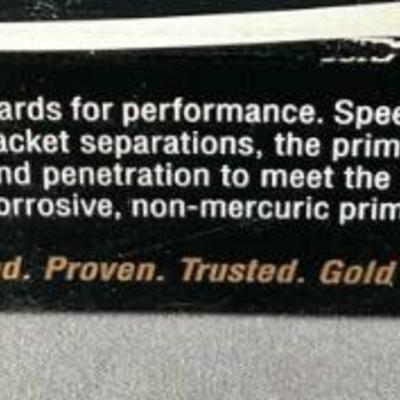 ards for performance. Spee
acket separations, the prim
nd penetration to meet the
orrosive, non-mercuric prim
d. Proven. Trusted. Gold